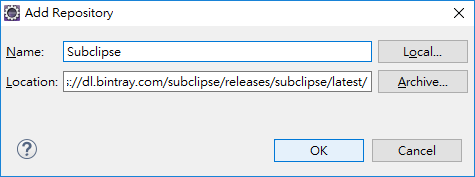 Add Repository
Name: Subclipse Local...
Location: s://dl.bintray.com/subclipse/releases/subclipse/latest/ Archive...
? OK Cancel